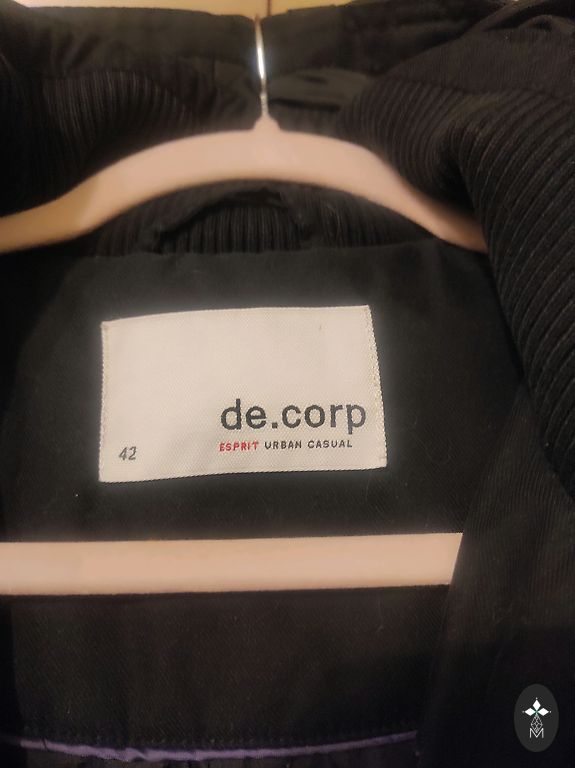 de.corp
ESPRIT URBAN CASUAL
42
M